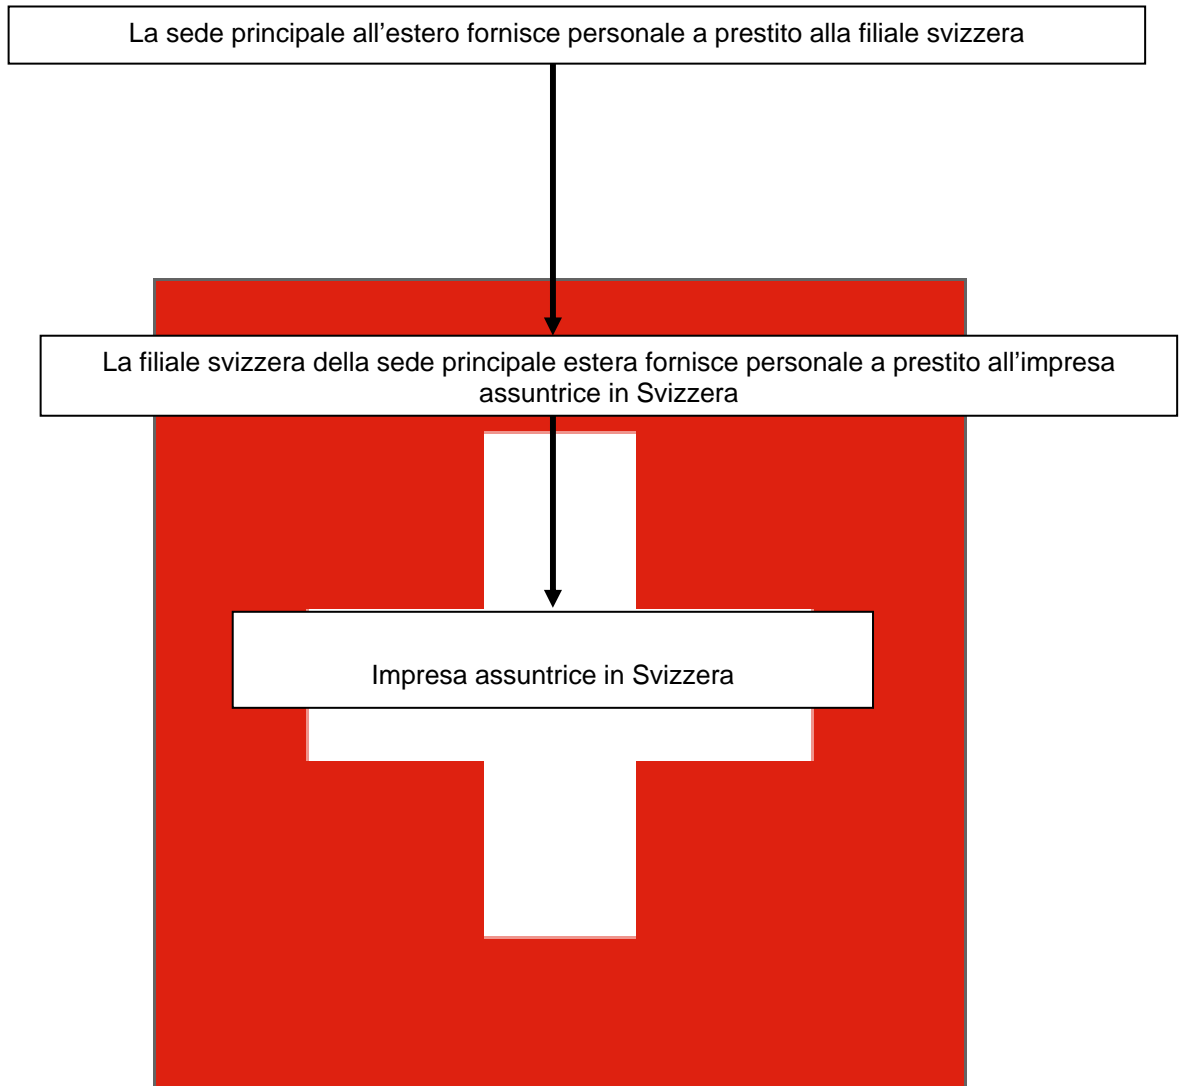 La sede principale all’estero fornisce personale a prestito alla filiale svizzera
La filiale svizzera della sede principale estera fornisce personale a prestito all’impresa
assuntrice in Svizzera
Impresa assuntrice in Svizzera